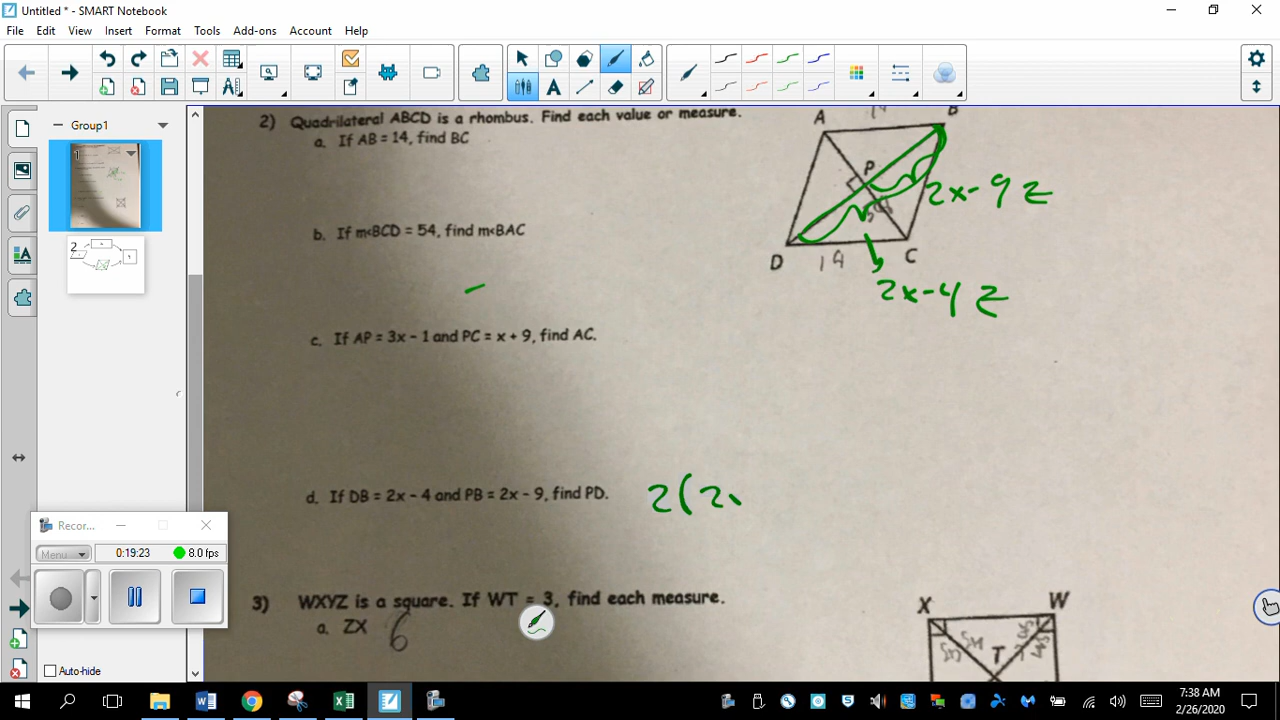 Untitled * - SMART Notebook
File Edit View Insert Format Tools Add-ons Account Help
Group1
1
2
2) Quadrilateral ABCD is a rhombus. Find each value or measure.
a. If AB = 14, find BC
A 14 B
P
D 14 C
2x-9
2x-4
b. If m<BCD = 54, find m<BAC
c. If AP = 3x - 1 and PC = x + 9, find AC.
d. If DB = 2x - 4 and PB = 2x - 9, find PD.
2(2x
3) WXYZ is a square. If WT = 3, find each measure.
a. ZX 6
X W
T
Recor...
Menu...
0:19:23
8.0 fps
Auto-hide
7:38 AM
2/26/2020